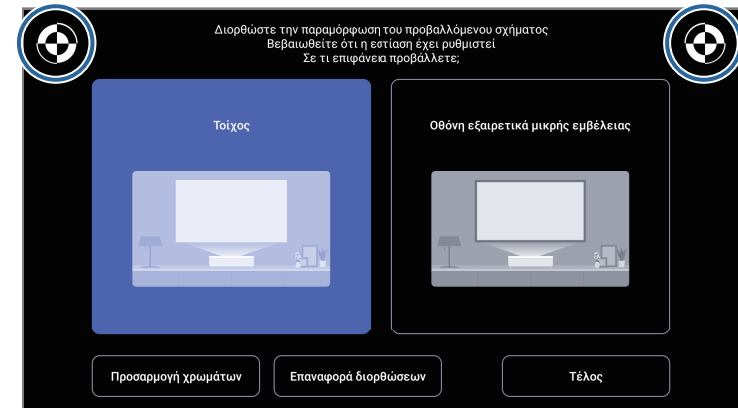 Διορθώστε την παραμόρφωση του προβαλλόμενου σχήματος
Βεβαιωθείτε ότι η εστίαση έχει ρυθμιστεί
Σε τι επιφάνεια προβάλλετε;
Τοίχος
Οθόνη εξαιρετικά μικρής εμβέλειας
Προσαρμογή χρωμάτων
Επαναφορά διορθώσεων
Τέλος